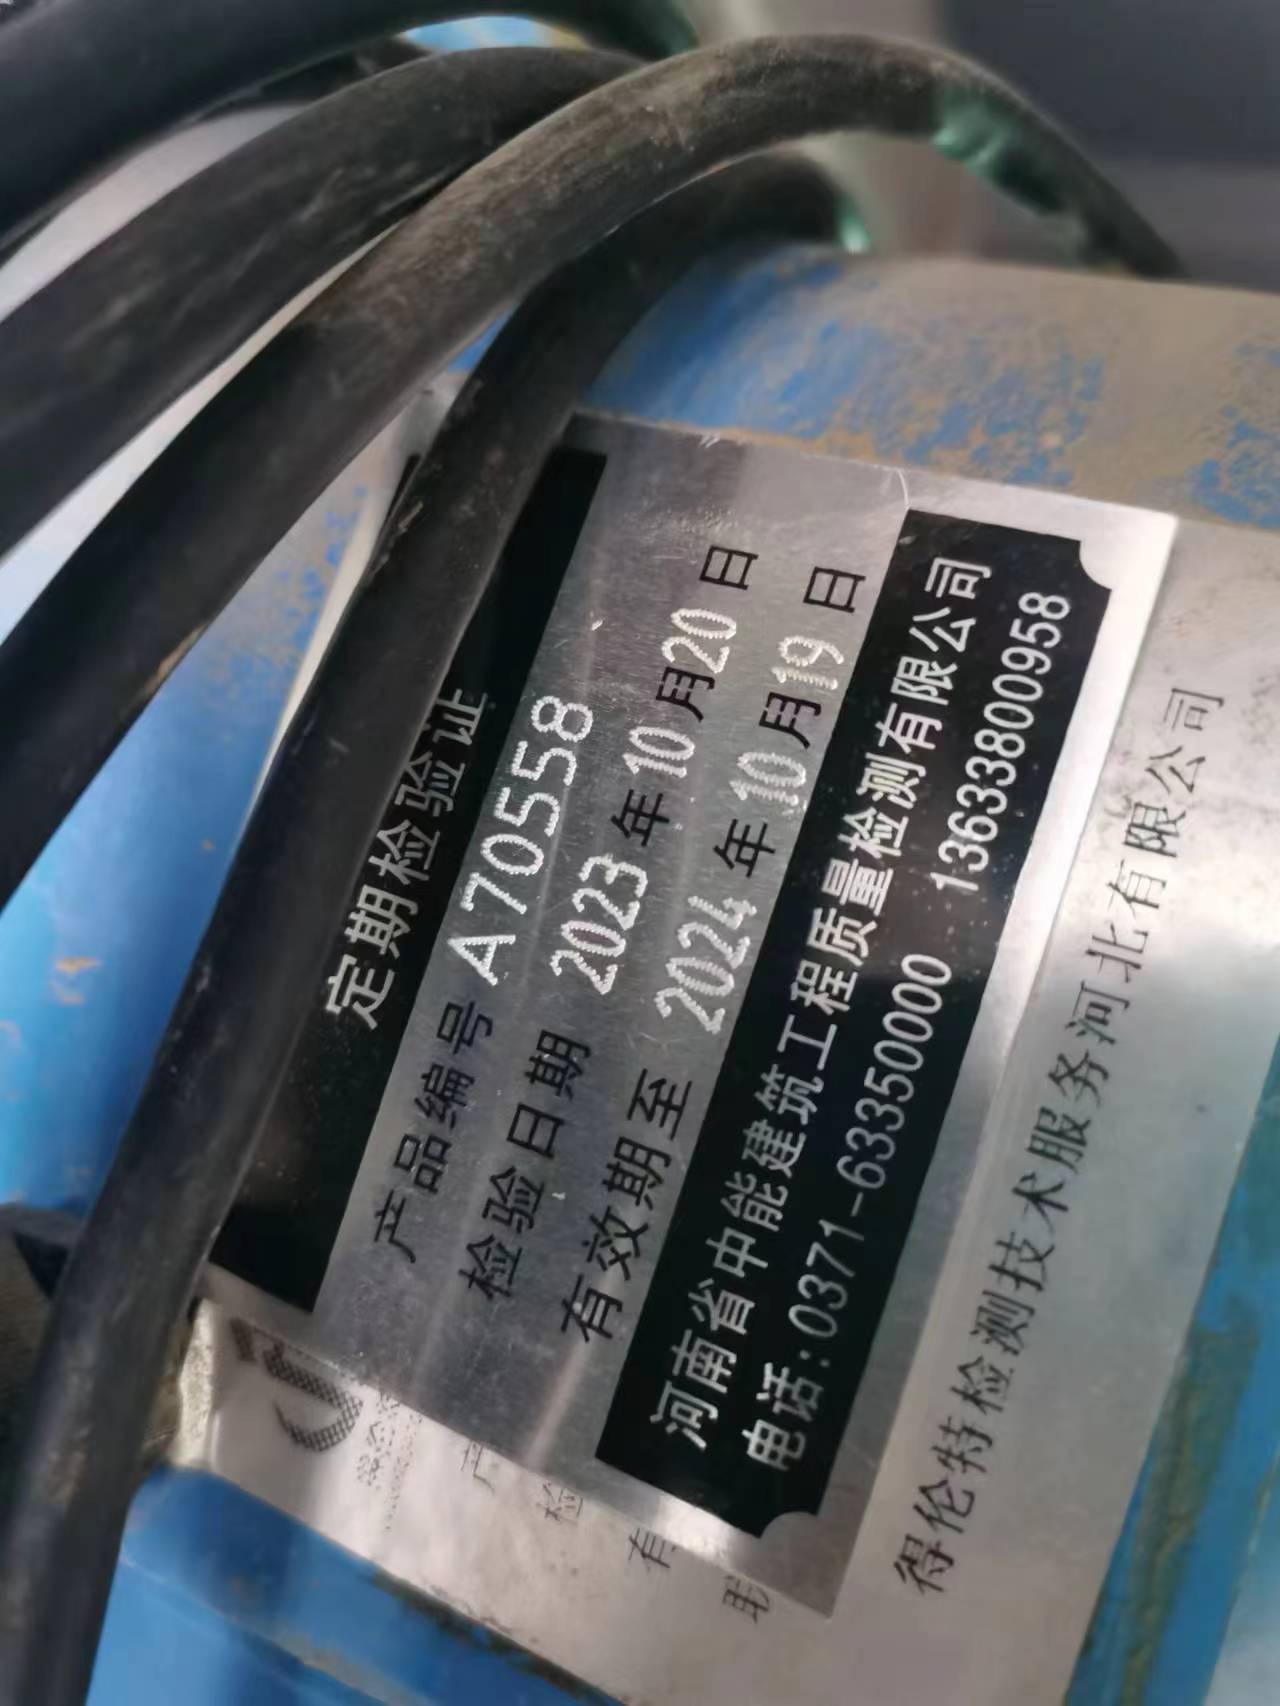 定期检验证
产品编号 A70558
检验日期 2023年10月20日
有效期至 2024年10月19日
河南省中能建筑工程质量检测有限公司
电话:0371-63350000 13633800958
产
检
有
得伦特检测技术服务河北有限公司